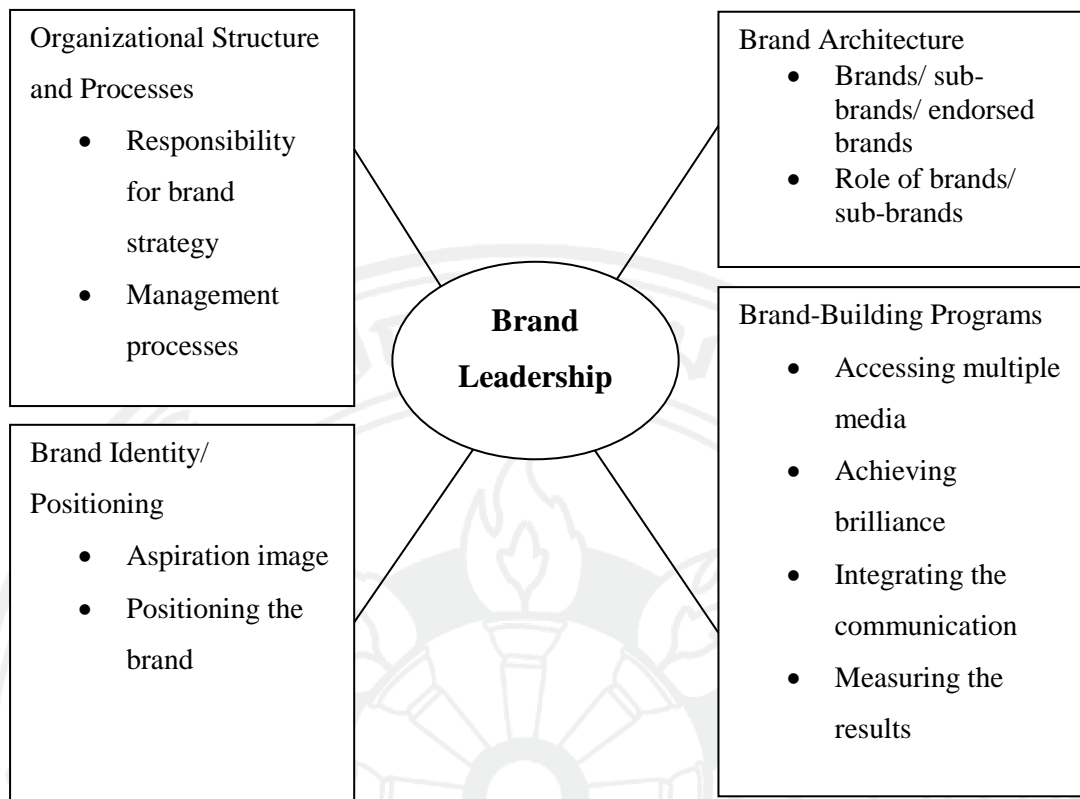 Organizational Structure
and Processes
• Responsibility
for brand
strategy
• Management
processes
Brand Architecture
• Brands/ sub-
brands/ endorsed
brands
• Role of brands/
sub-brands
Brand
Leadership
Brand Identity/
Positioning
• Aspiration image
• Positioning the
brand
Brand-Building Programs
• Accessing multiple
media
• Achieving
brilliance
• Integrating the
communication
• Measuring the
results